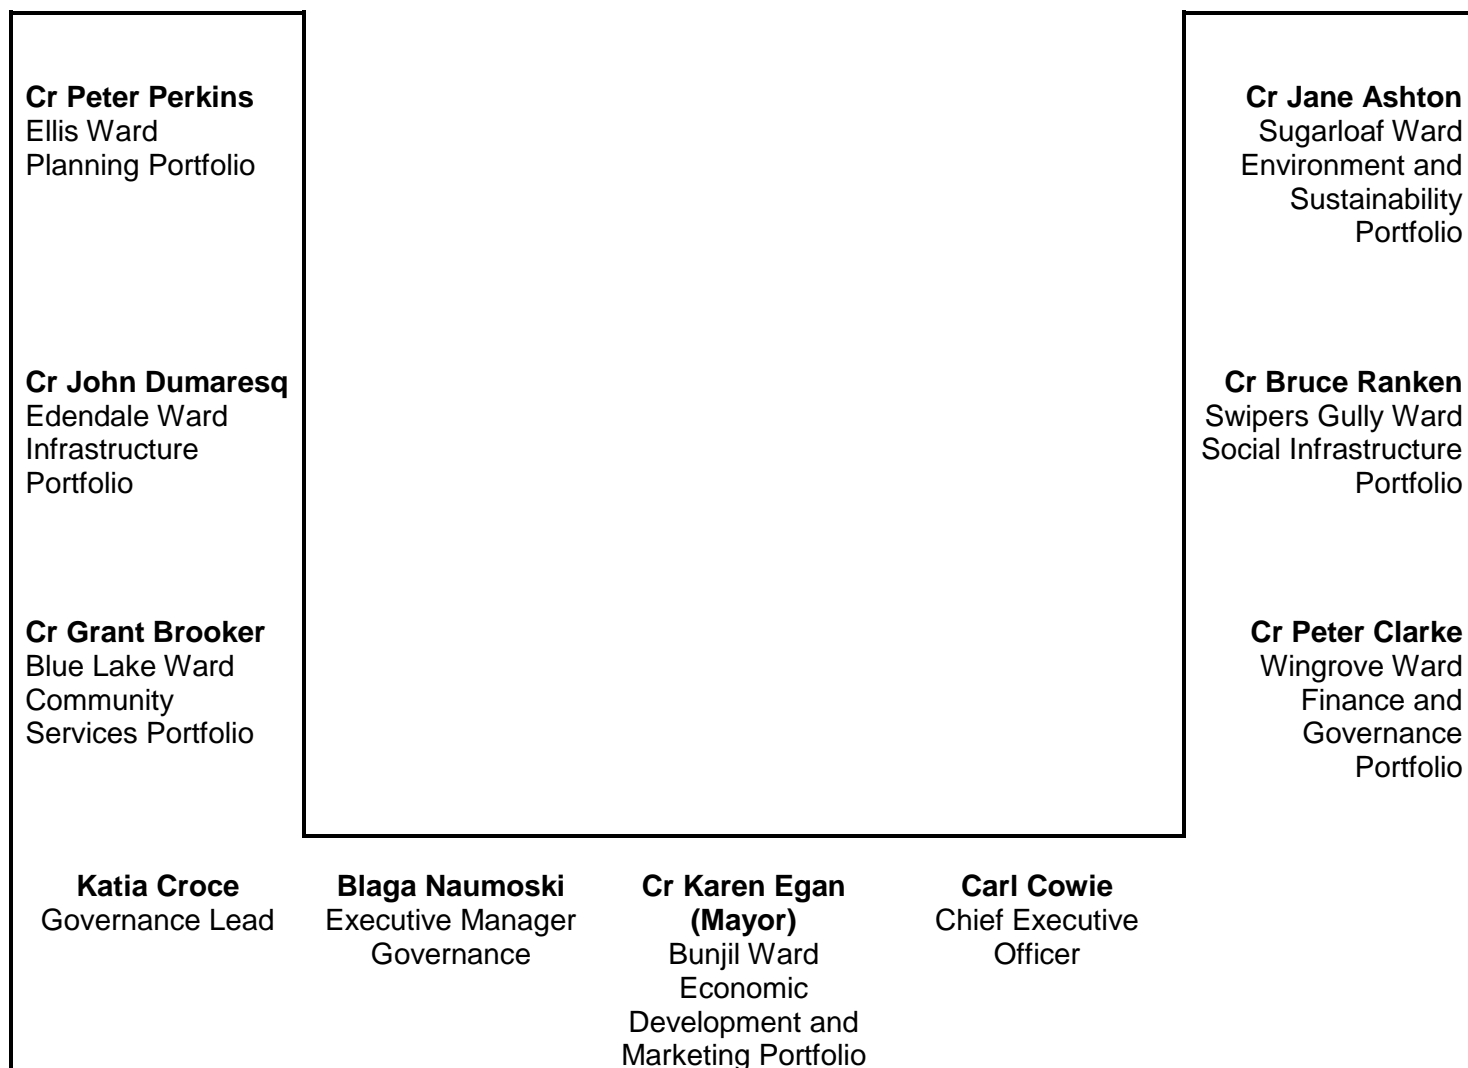 Cr Peter Perkins
Ellis Ward
Planning Portfolio
Cr Jane Ashton
Sugarloaf Ward
Environment and
Sustainability
Portfolio
Cr John Dumaresq
Edendale Ward
Infrastructure
Portfolio
Cr Bruce Ranken
Swipers Gully Ward
Social Infrastructure
Portfolio
Cr Grant Brooker
Blue Lake Ward
Community
Services Portfolio
Cr Peter Clarke
Wingrove Ward
Finance and
Governance
Portfolio
Katia Croce
Governance Lead
Blaga Naumoski
Executive Manager
Governance
Cr Karen Egan
(Mayor)
Bunjil Ward
Economic
Development and
Marketing Portfolio
Carl Cowie
Chief Executive
Officer